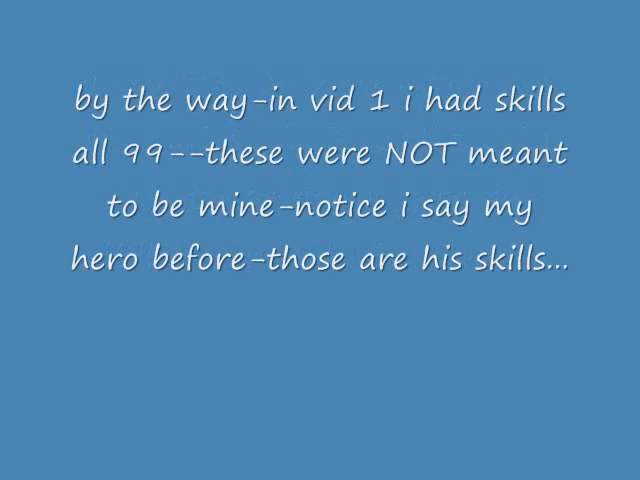 by the way-in vid 1 i had skills
all 99--these were NOT meant
to be mine-notice i say my
hero before-those are his skills...